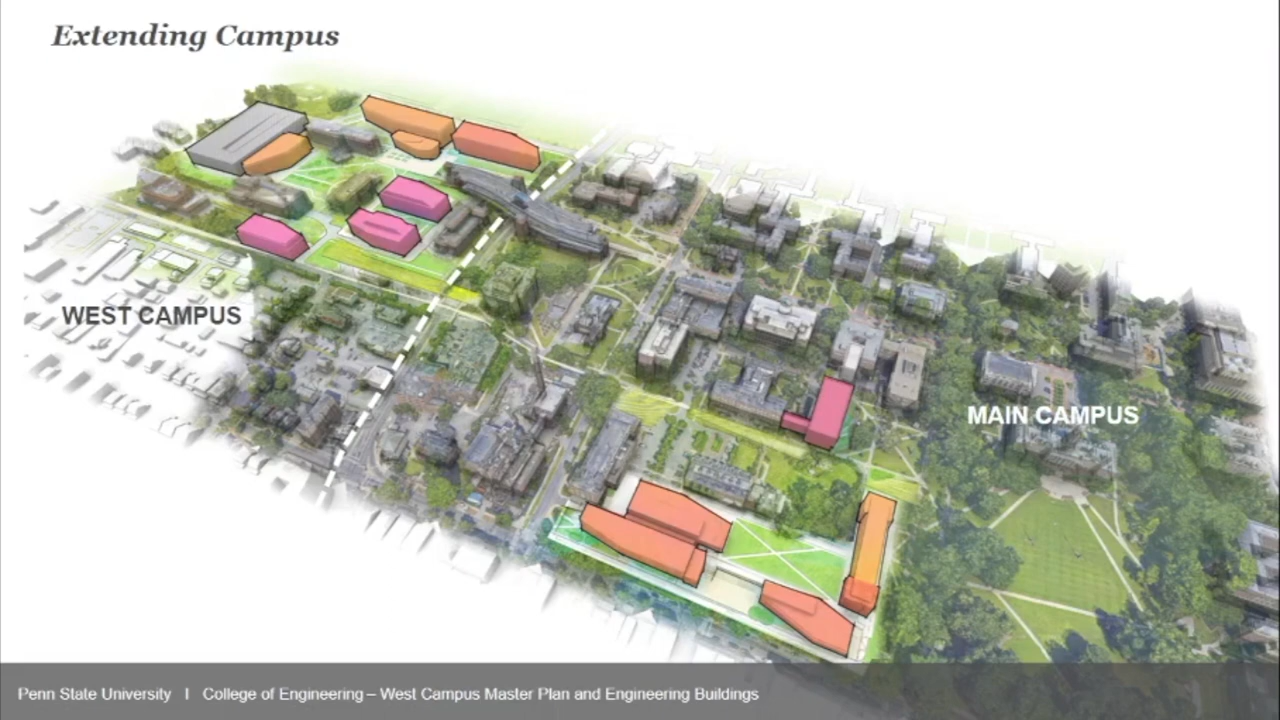 Extending Campus
WEST CAMPUS
MAIN CAMPUS
Penn State University I College of Engineering – West Campus Master Plan and Engineering Buildings